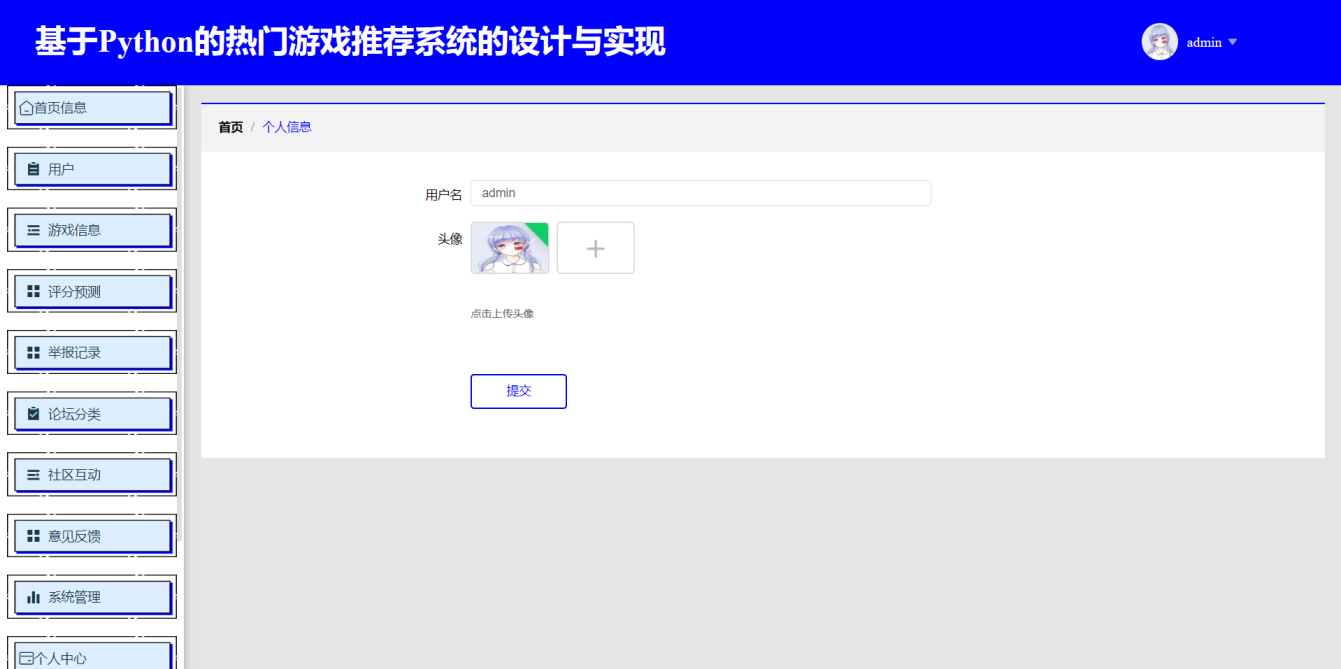 基于Python的热门游戏推荐系统的设计与实现
admin
首页信息
用户
游戏信息
评分预测
举报记录
论坛分类
社区互动
意见反馈
系统管理
个人中心
首页 / 个人信息
用户名 admin
头像
点击上传头像
提交